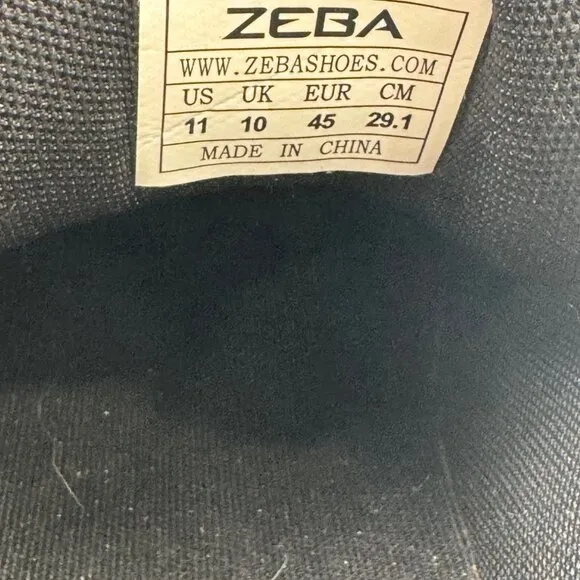 ZEBA
WWW.ZEBASHOES.COM
US UK EUR CM
11 10 45 29.1
MADE IN CHINA